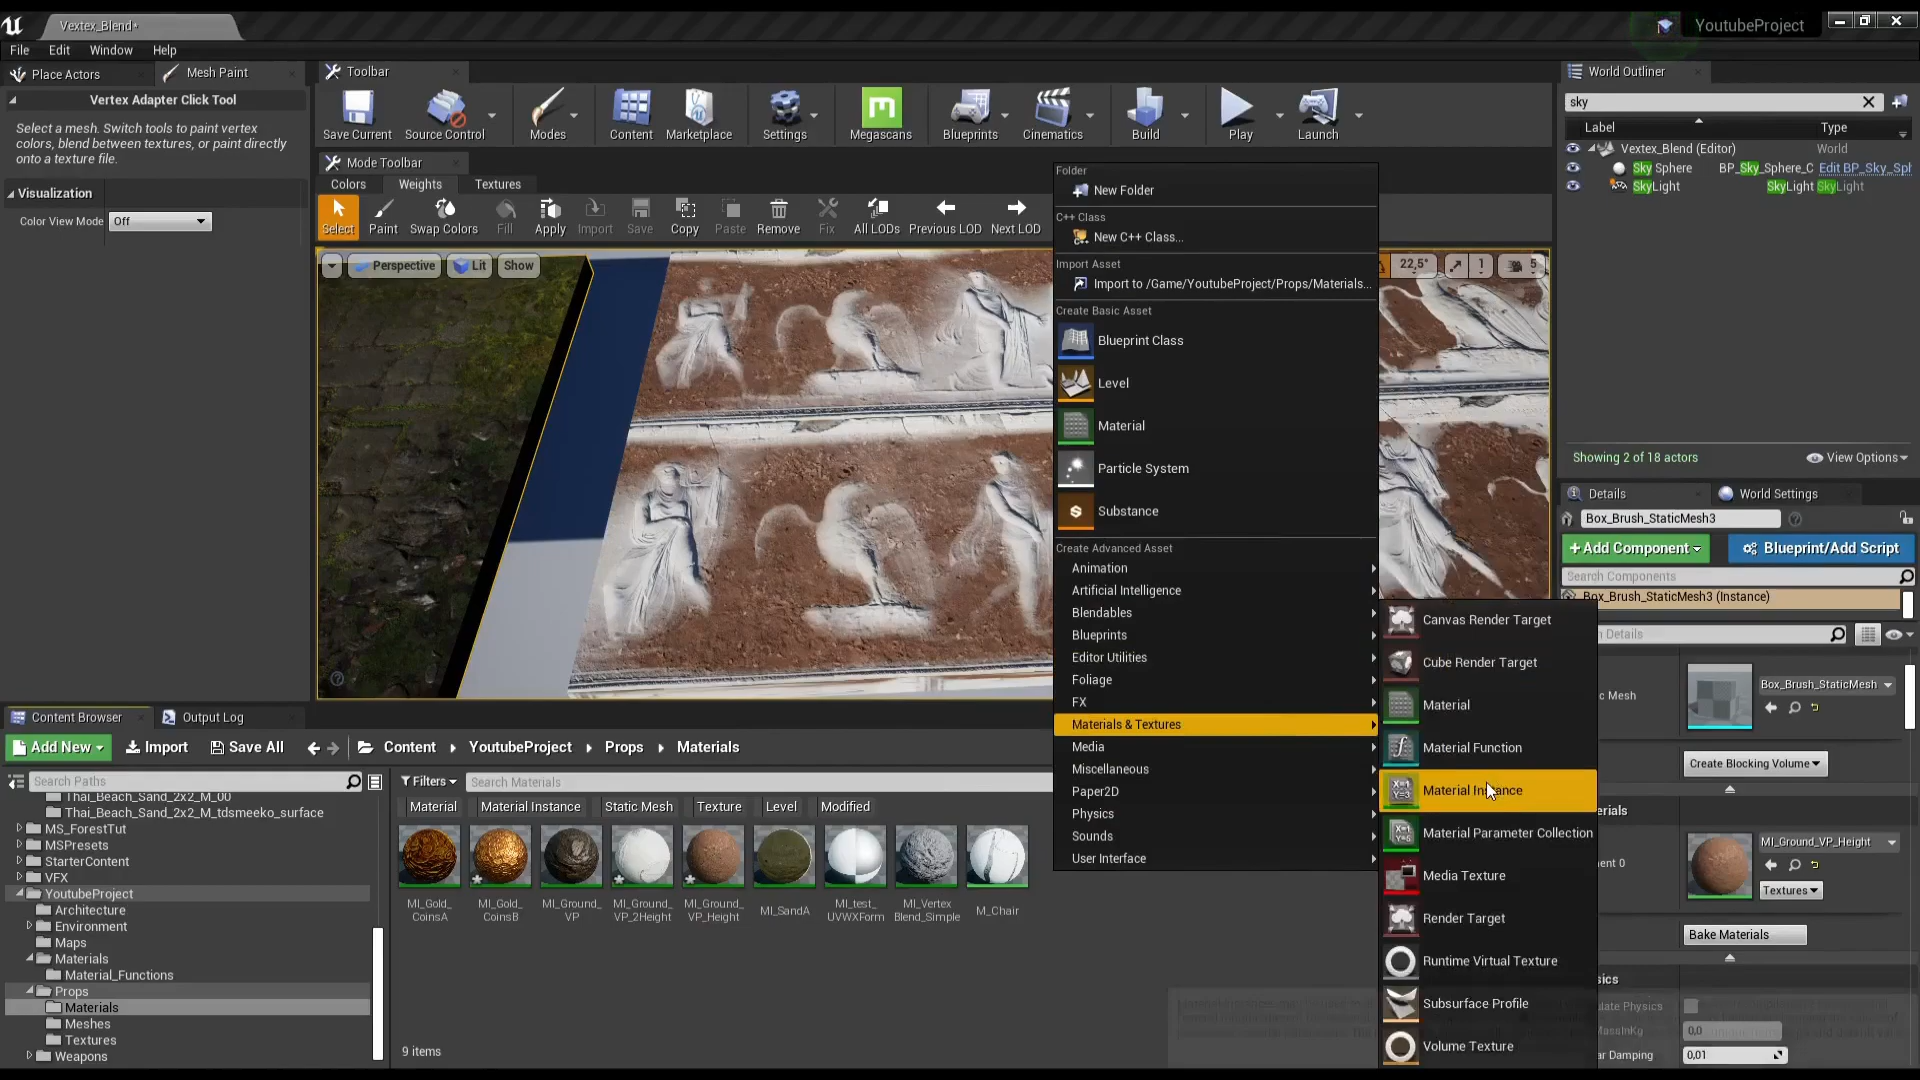 Vextex_Blend*
YoutubeProject
File Edit Window Help
Place Actors
Mesh Paint
Vertex Adapter Click Tool
Select a mesh. Switch tools to paint vertex
colors, blend between textures, or paint directly
onto a texture file.
Visualization
Color View Mode Off
Toolbar
Save Current Source Control Modes Content Marketplace Settings Megascans Blueprints Cinematics Build Play Launch
Mode Toolbar
Colors Weights Textures
Select Paint Swap Colors Fill Apply Import Save Copy Paste Remove Fix All LODs Previous LOD Next LOD
Perspective Lit Show
22,5° 1 5
Folder
New Folder
C++ Class
New C++ Class...
Import Asset
Import to /Game/YoutubeProject/Props/Materials...
Create Basic Asset
Blueprint Class
Level
Material
Particle System
Substance
Create Advanced Asset
Animation
Artificial Intelligence
Blendables
Blueprints
Editor Utilities
Foliage
FX
Materials & Textures
Media
Miscellaneous
Paper2D
Physics
Sounds
User Interface
Canvas Render Target
Cube Render Target
Material
Material Function
Material Instance
Material Parameter Collection
Media Texture
Render Target
Runtime Virtual Texture
Subsurface Profile
Volume Texture
World Outliner
sky
Label Type
Vextex_Blend (Editor) World
Sky Sphere BP_Sky_Sphere_C Edit BP_Sky_Sph
SkyLight SkyLight SkyLight
Showing 2 of 18 actors
View Options
Details World Settings
Box_Brush_StaticMesh3
+Add Component Blueprint/Add Script
Search Components
Box_Brush_StaticMesh3 (Instance)
Details
Mesh
Box_Brush_StaticMesh
Create Blocking Volume
MI_Ground_VP_Height
Textures
Bake Materials
0,0
0,01
Content Browser Output Log
Add New Import Save All Content YoutubeProject Props Materials
Search Paths
Thai_Beach_Sand_2x2_M_00
Thai_Beach_Sand_2x2_M_tdsmeeko_surface
MS_ForestTut
MSPresets
StarterContent
VFX
YoutubeProject
Architecture
Environment
Maps
Materials
Material_Functions
Props
Materials
Meshes
Textures
Weapons
Filters Search Materials
Material Material Instance Static Mesh Texture Level Modified
MI_Gold_
CoinsA
MI_Gold_
CoinsB
MI_Ground_
VP
MI_Ground_
VP_2Height
MI_Ground_
VP_Height
MI_SandA
MI_test_
UVWXForm
MI_Vertex
Blend_Simple
M_Chair
9 items